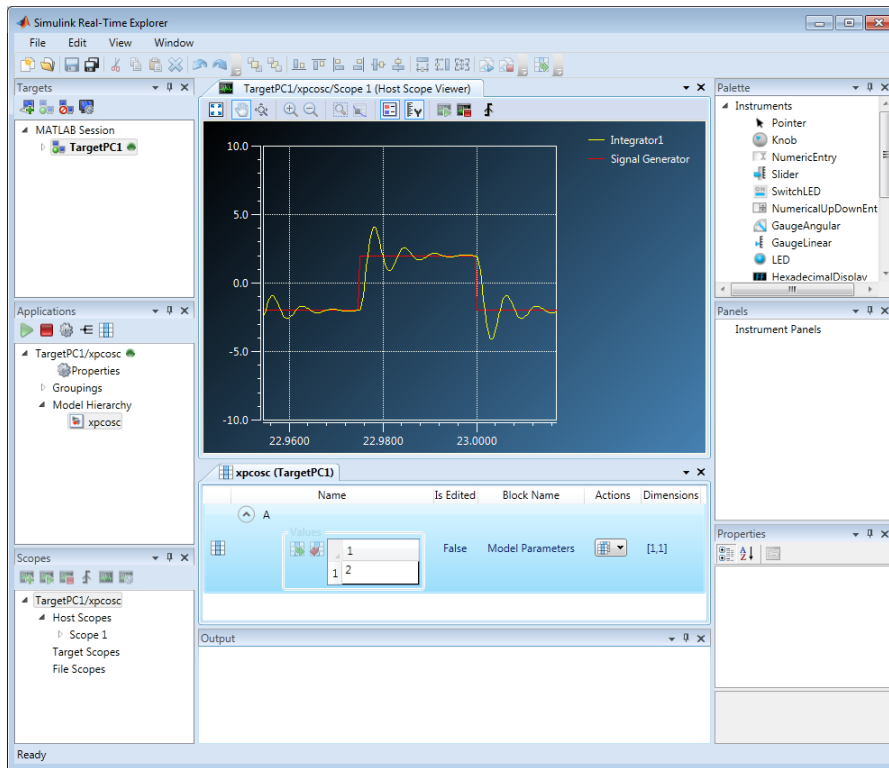 Simulink Real-Time Explorer
File Edit View Window
Targets
MATLAB Session
TargetPC1
Applications
TargetPC1/xpcosc
Properties
Groupings
Model Hierarchy
xpcosc
Scopes
TargetPC1/xpcosc
Host Scopes
Scope 1
Target Scopes
File Scopes
TargetPC1/xpcosc/Scope 1 (Host Scope Viewer)
10.0
5.0
0.0
-5.0
-10.0
22.9600 22.9800 23.0000
Integrator1
Signal Generator
xpcosc (TargetPC1)
Name Is Edited Block Name Actions Dimensions
A
Values
1
1 2
False Model Parameters [1,1]
Output
Palette
Instruments
Pointer
Knob
NumericEntry
Slider
SwitchLED
NumericalUpDownEnt
GaugeAngular
GaugeLinear
LED
HexadecimalDisplay
Panels
Instrument Panels
Properties
Ready